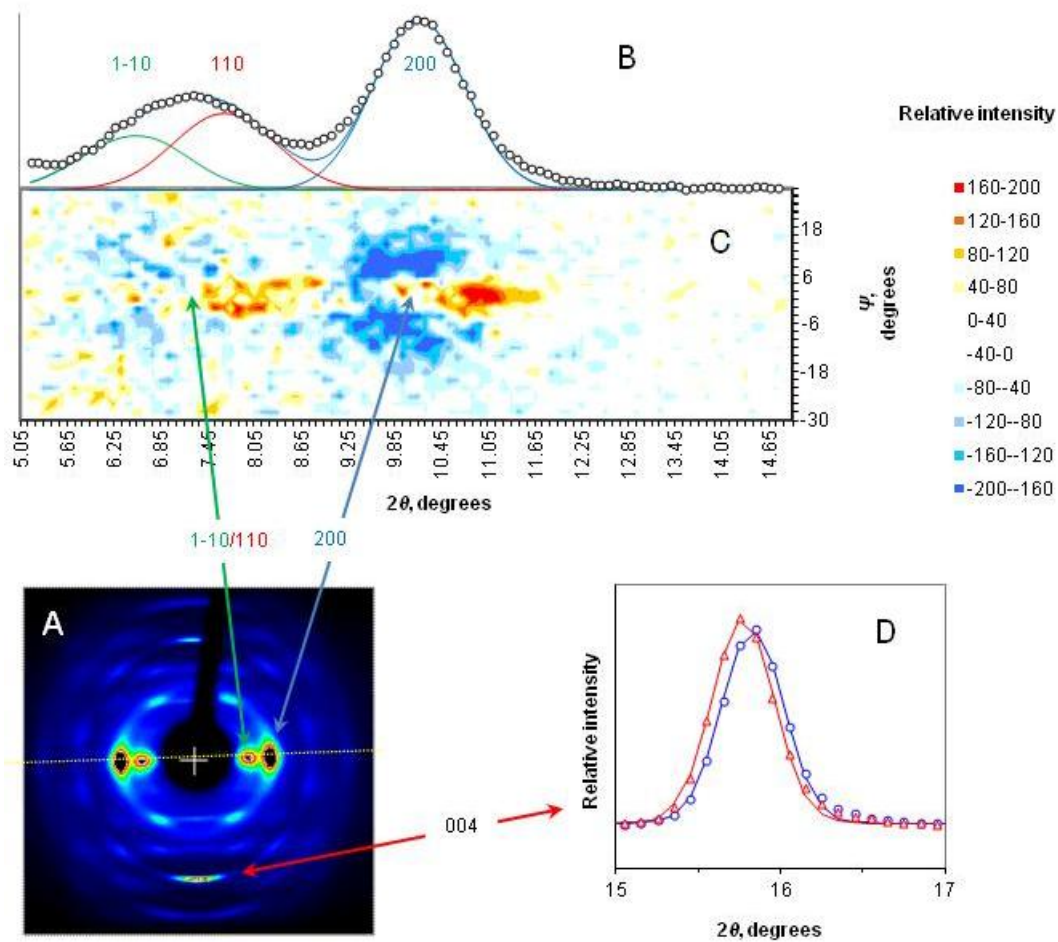 B
1-10 110 200
Relative intensity
160-200
120-160
80-120
40-80
0-40
-40-0
-80--40
-120--80
-160--120
-200--160
C
18
6
-6
-18
-30
Ψ,
degrees
5.05 5.65 6.25 6.85 7.45 8.05 8.65 9.25 9.85 10.45 11.05 11.65 12.25 12.85 13.45 14.05 14.65
2θ, degrees
1-10/110 200
A
004
D
Relative intensity
15 16 17
2θ, degrees